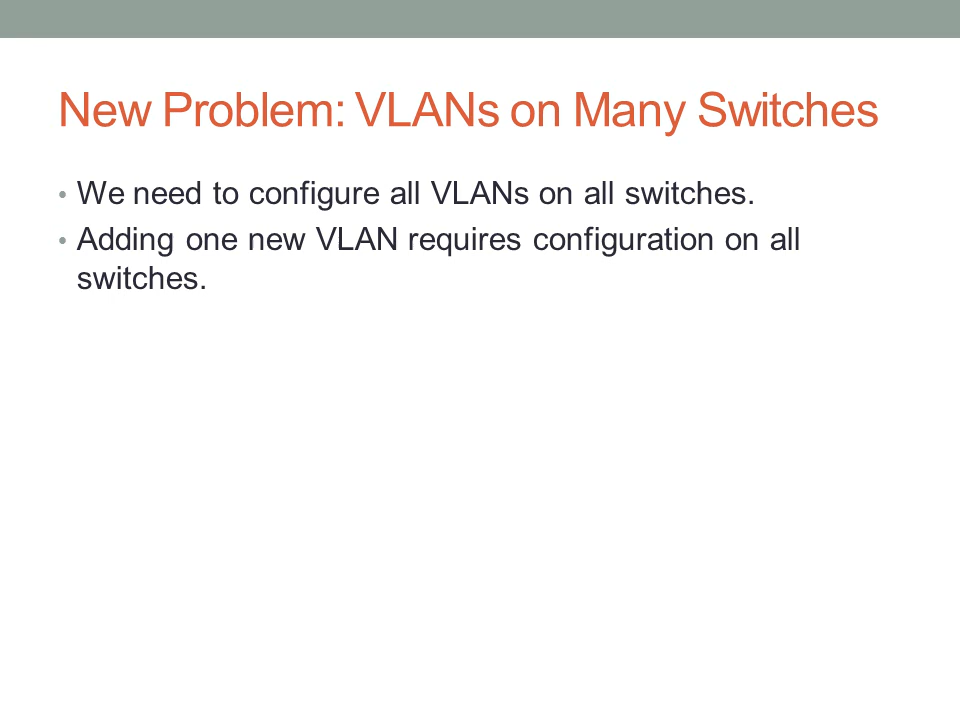 New Problem: VLANs on Many Switches
• We need to configure all VLANs on all switches.
• Adding one new VLAN requires configuration on all
switches.